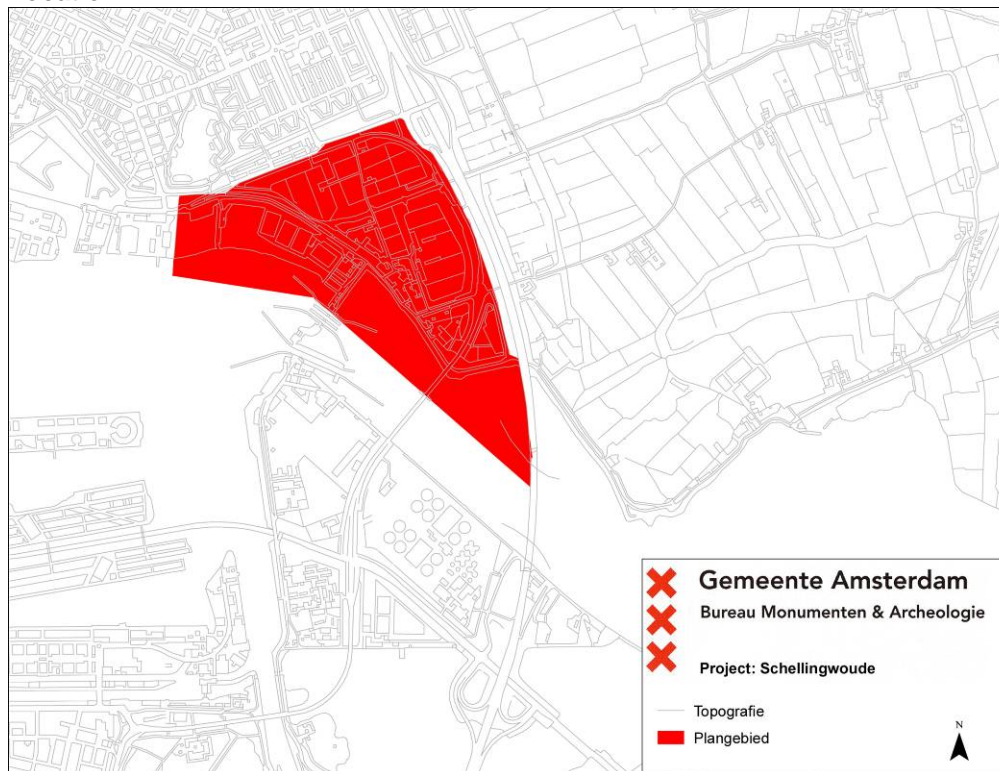 Gemeente Amsterdam
Bureau Monumenten & Archeologie
Project: Schellingwoude
Topografie
Plangebied
N